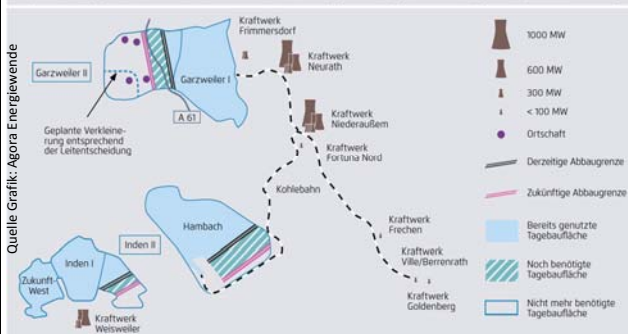 Quelle Grafik: Agora Energiewende
Kraftwerk
Frimmersdorf
Kraftwerk
Neurath
Garzweiler II
Garzweiler I
A 61
Geplante Verkleine-
rung entsprechend
der Leitentscheidung
Kraftwerk
Niederaußem
Kraftwerk
Fortuna Nord
Kohlebahn
Hambach
Kraftwerk
Frechen
Kraftwerk
Ville/Berrenrath
Kraftwerk
Goldenberg
Inden II
Inden I
Zukunft-
West
Kraftwerk
Weisweiler
1000 MW
600 MW
300 MW
< 100 MW
Ortschaft
Derzeitige Abbaugrenze
Zukünftige Abbaugrenze
Bereits genutzte
Tagebaufläche
Noch benötigte
Tagebaufläche
Nicht mehr benötigte
Tagebaufläche